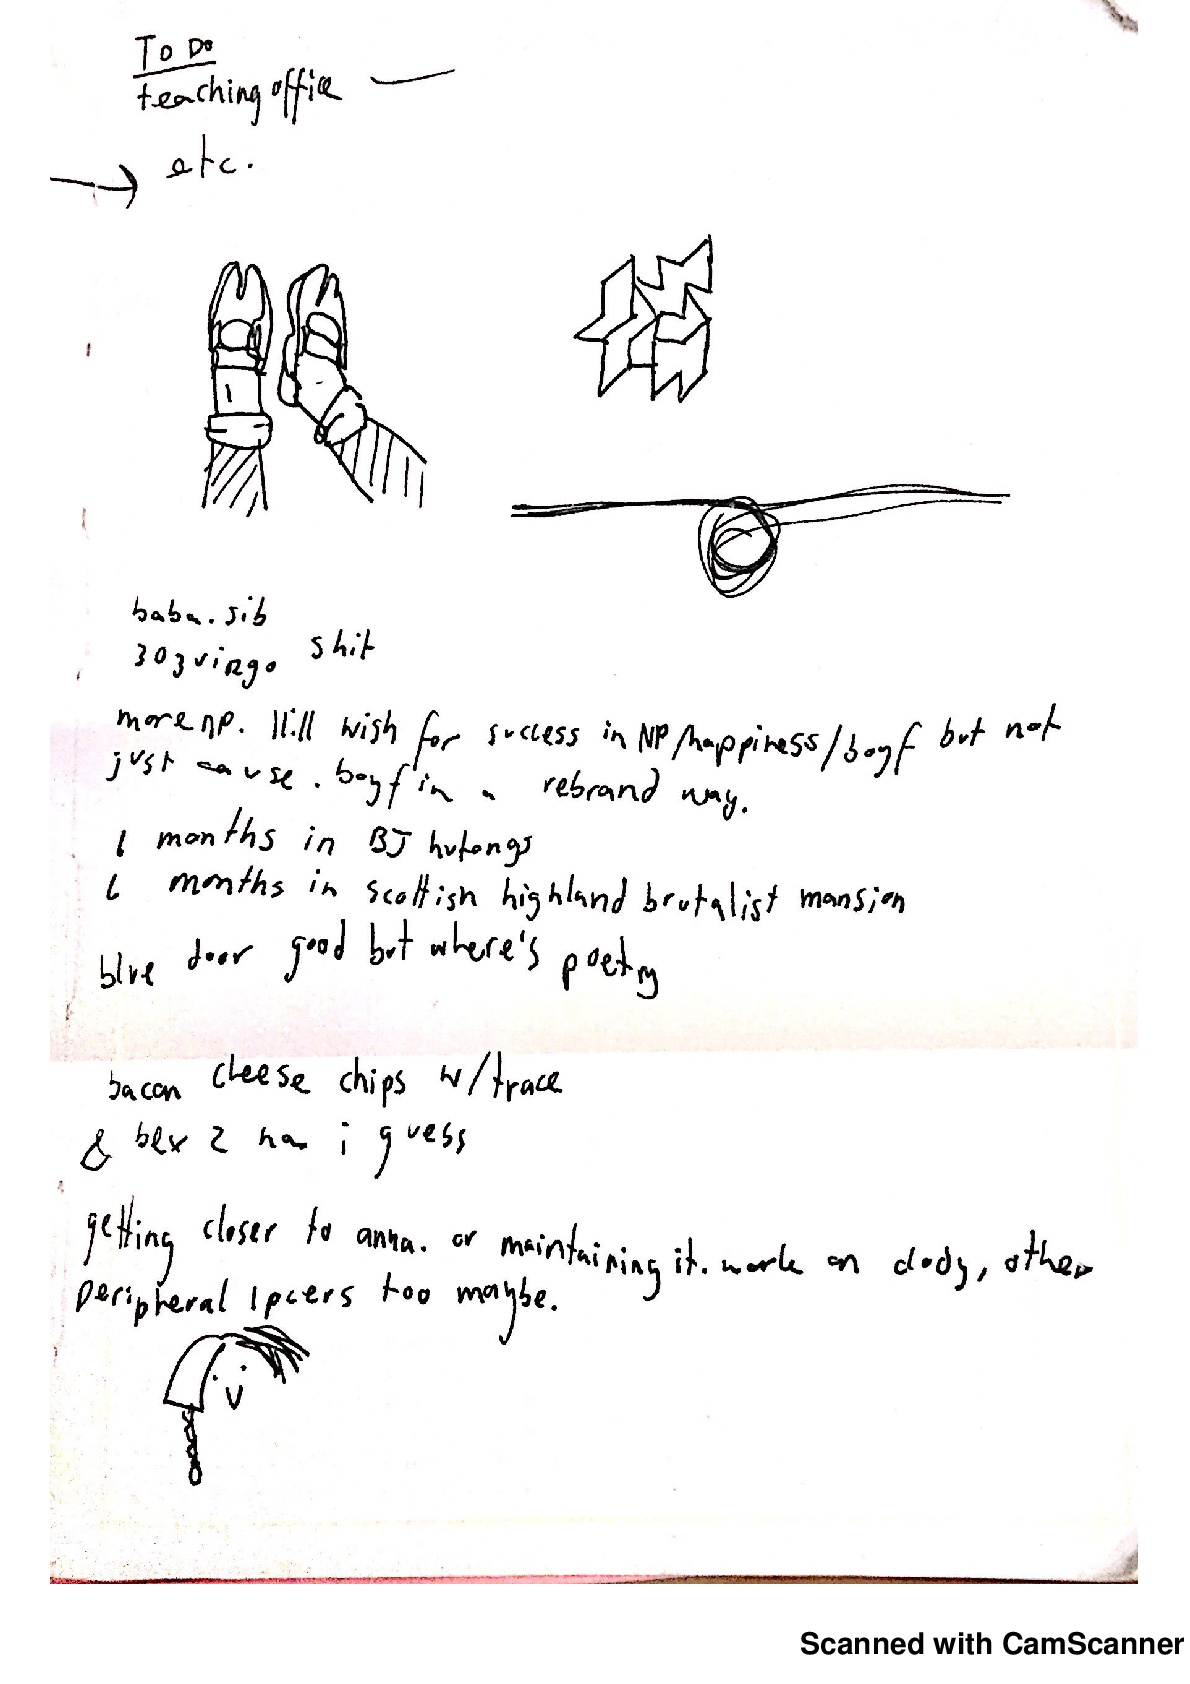 To Do
teaching office
etc.
baba.sib
303virgo shit
more np. still wish for success in NP/happiness/boyf but not
just cause. boyf in a rebrand way.
6 months in BJ hutongs
6 months in scottish highland brutalist mansion
blue door good but where's poetry
bacon cheese chips w/trace
& bex 2 ha i guess
getting closer to anna. or maintaining it. work on dody, other
peripheral 1pcers too maybe.
Scanned with CamScanner